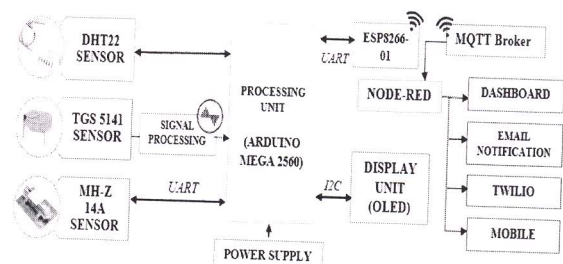 DHT22
SENSOR
TGS 5141
SENSOR
SIGNAL
PROCESSING
MH-Z
14A
SENSOR
UART
PROCESSING
UNIT
(ARDUINO
MEGA 2560)
POWER SUPPLY
UART
ESP8266-
01
MQTT Broker
NODE-RED
I2C
DISPLAY
UNIT
(OLED)
DASHBOARD
EMAIL
NOTIFICATION
TWILIO
MOBILE